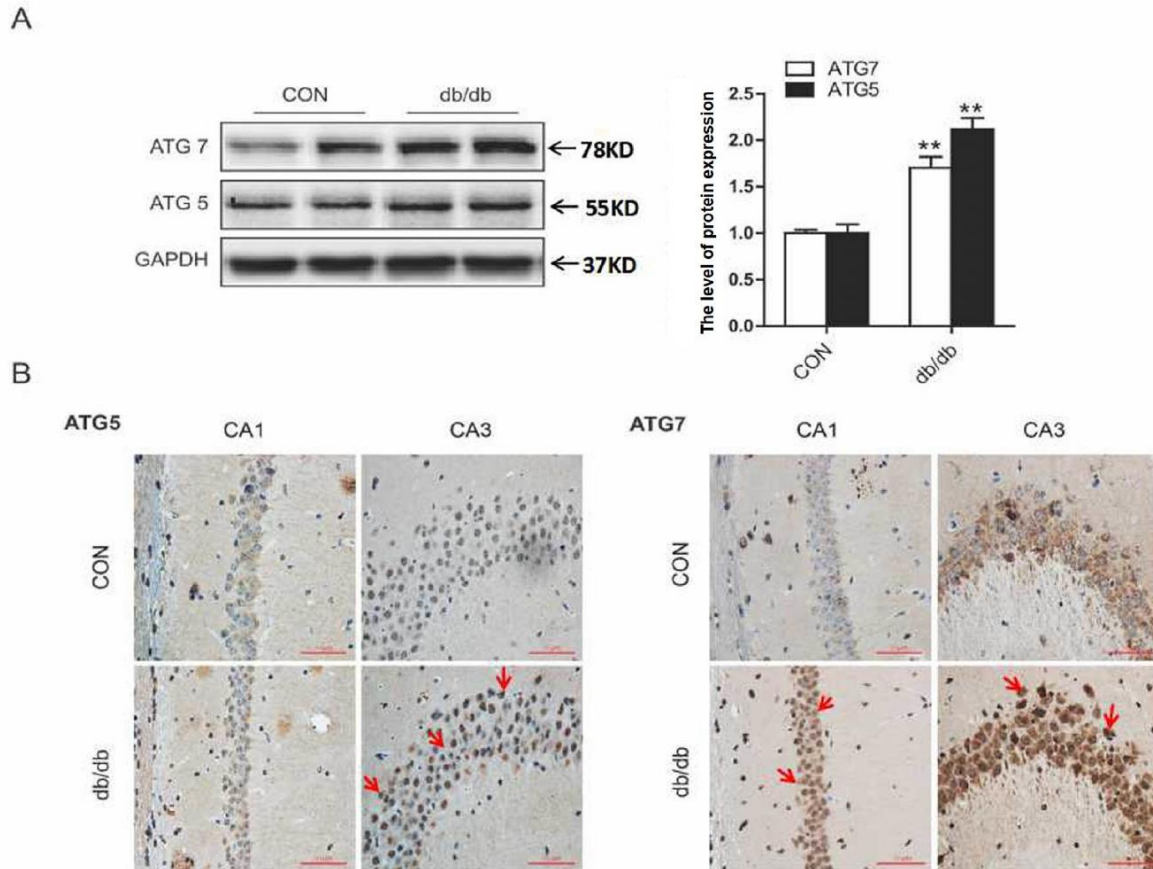 A
CON db/db
ATG 7 78KD
ATG 5 55KD
GAPDH 37KD
ATG7
ATG5
The level of protein expression
2.5
2.0
1.5
1.0
0.5
0.0
** **
CON db/db
B
ATG5 CA1 CA3
CON
db/db
ATG7 CA1 CA3
CON
db/db